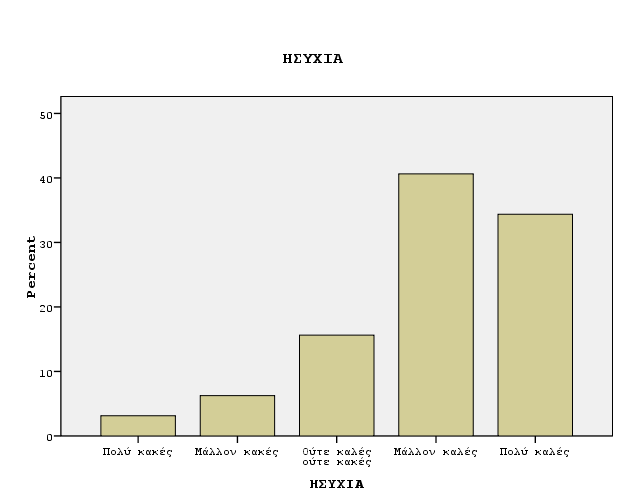 ΗΣΥΧΙΑ
50
40
30
20
10
0
Percent
Πολύ κακές
Μάλλον κακές
Ούτε καλές
ούτε κακές
Μάλλον καλές
Πολύ καλές
ΗΣΥΧΙΑ